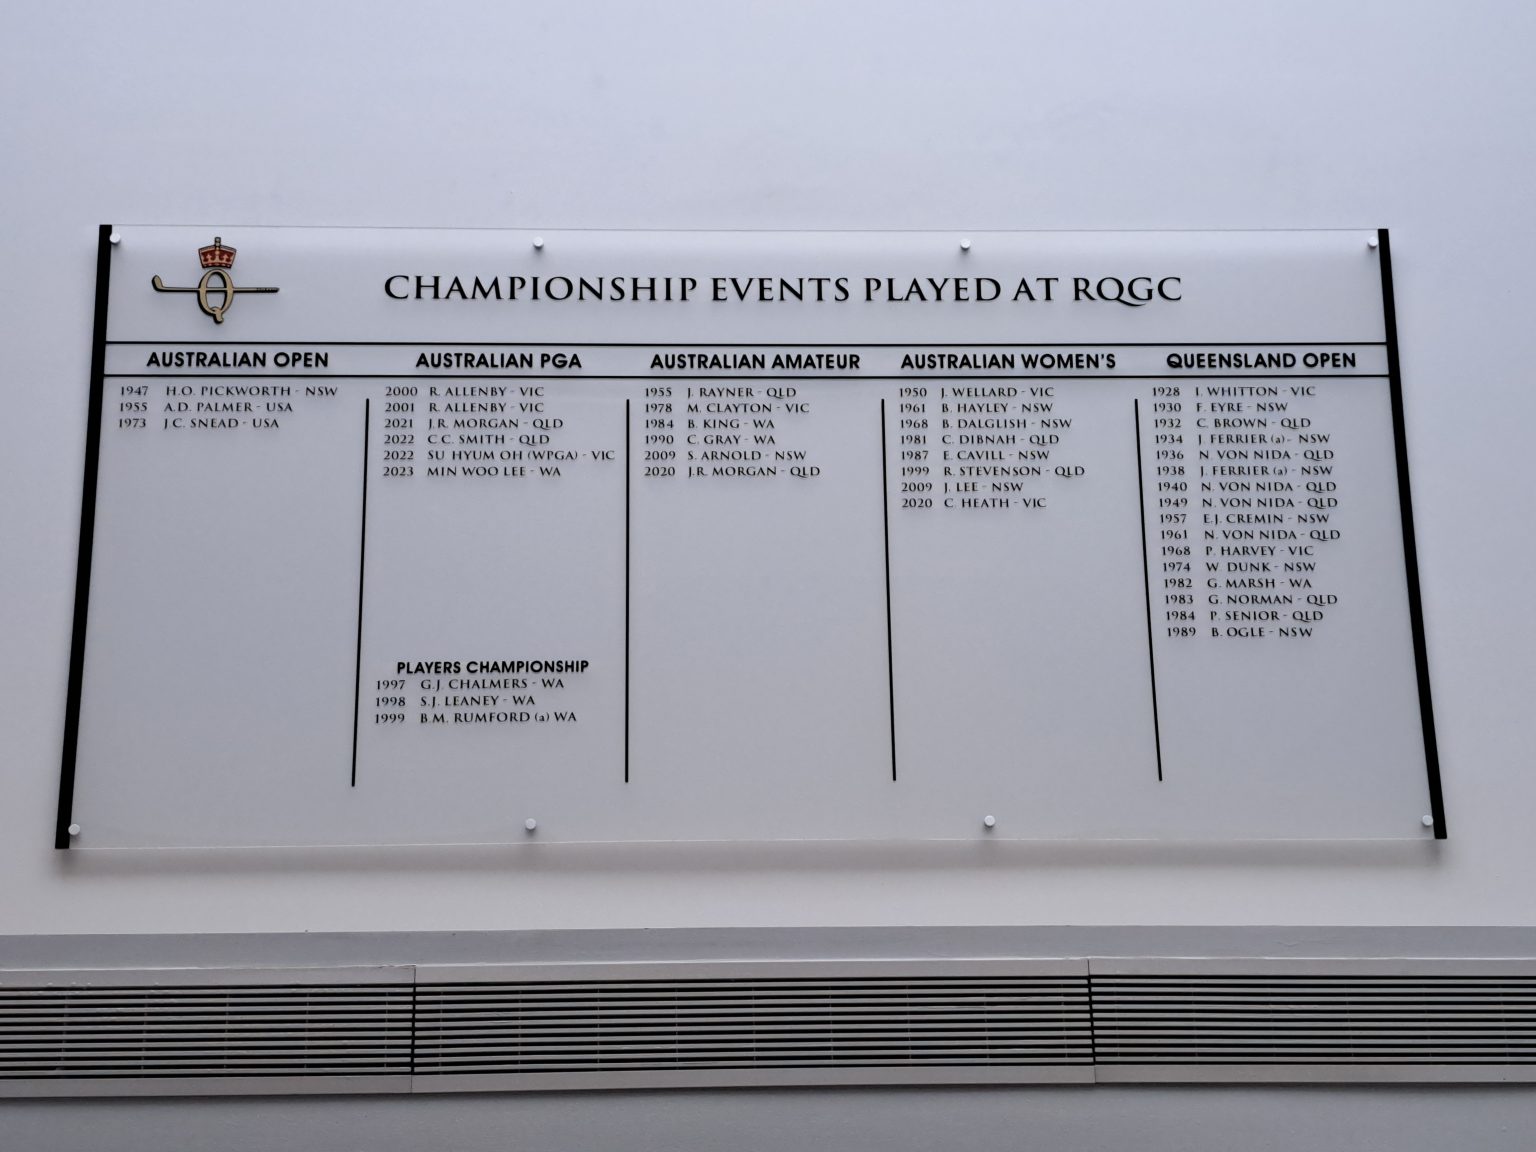 CHAMPIONSHIP EVENTS PLAYED AT RQGC
AUSTRALIAN OPEN
1947 H.O. PICKWORTH - NSW
1955 A.D. PALMER - USA
1973 J C. SNEAD - USA
AUSTRALIAN PGA
2000 R. ALLENBY - VIC
2001 R. ALLENBY - VIC
2021 J.R. MORGAN - QLD
2022 C C. SMITH - QLD
2022 SU HYUM OH (WPGA) - VIC
2023 MIN WOO LEE - WA
PLAYERS CHAMPIONSHIP
1997 G.J. CHALMERS - WA
1998 S.J. LEANEY - WA
1999 B.M. RUMFORD (a) WA
AUSTRALIAN AMATEUR
1955 J. RAYNER - QLD
1978 M. CLAYTON - VIC
1984 B. KING - WA
1990 C. GRAY - WA
2009 S. ARNOLD - NSW
2020 J.R. MORGAN - QLD
AUSTRALIAN WOMEN'S
1950 J. WELLARD - VIC
1961 B. HAYLEY - NSW
1968 B. DALGLISH - NSW
1981 C. DIBNAH - QLD
1987 E. CAVILL - NSW
1999 R. STEVENSON - QLD
2009 J. LEE - NSW
2020 C. HEATH - VIC
QUEENSLAND OPEN
1928 I. WHITTON - VIC
1930 F. EYRE - NSW
1932 C. BROWN - QLD
1934 J. FERRIER (a) - NSW
1936 N. VON NIDA - QLD
1938 J. FERRIER (a) - NSW
1940 N. VON NIDA - QLD
1949 N. VON NIDA - QLD
1957 E.J. CREMIN - NSW
1961 N. VON NIDA - QLD
1968 P. HARVEY - VIC
1974 W. DUNK - NSW
1982 G. MARSH - WA
1983 G. NORMAN - QLD
1984 P. SENIOR - QLD
1989 B. OGLE - NSW